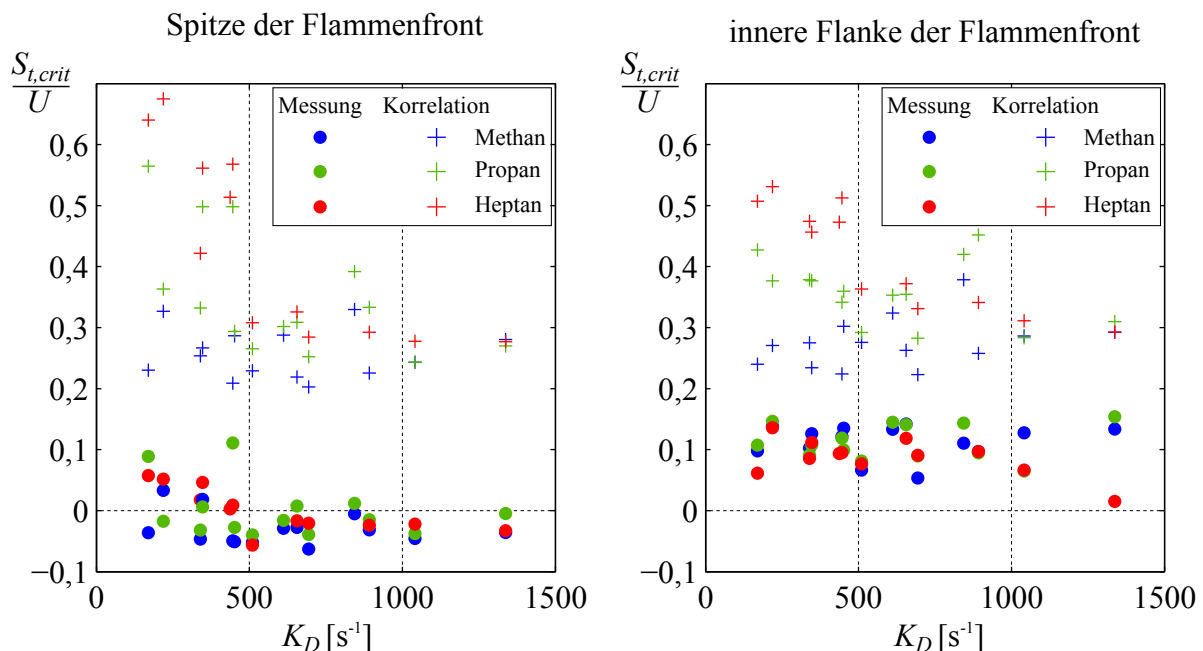 Spitze der Flammenfront
S_{t,crit}
U
0,6
0,5
0,4
0,3
0,2
0,1
0
−0,1
0 500 1000 1500
K_D [s⁻¹]
Messung Korrelation
Methan
Propan
Heptan
innere Flanke der Flammenfront
S_{t,crit}
U
0,6
0,5
0,4
0,3
0,2
0,1
0
−0,1
0 500 1000 1500
K_D [s⁻¹]
Messung Korrelation
Methan
Propan
Heptan